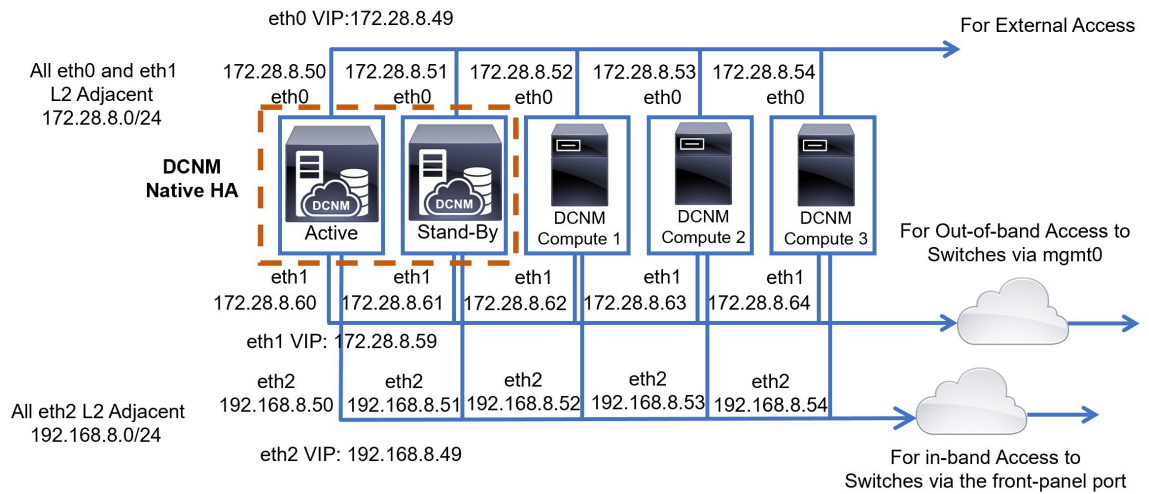 eth0 VIP:172.28.8.49
For External Access
All eth0 and eth1
L2 Adjacent
172.28.8.0/24
172.28.8.50
eth0
172.28.8.51
eth0
172.28.8.52
eth0
172.28.8.53
eth0
172.28.8.54
eth0
DCNM
Native HA
DCNM
Active
DCNM
Stand-By
DCNM
Compute 1
DCNM
Compute 2
DCNM
Compute 3
For Out-of-band Access to
Switches via mgmt0
eth1
172.28.8.60
eth1
172.28.8.61
eth1
172.28.8.62
eth1
172.28.8.63
eth1
172.28.8.64
eth1 VIP: 172.28.8.59
All eth2 L2 Adjacent
192.168.8.0/24
eth2
192.168.8.50
eth2
192.168.8.51
eth2
192.168.8.52
eth2
192.168.8.53
eth2
192.168.8.54
eth2 VIP: 192.168.8.49
For in-band Access to
Switches via the front-panel port